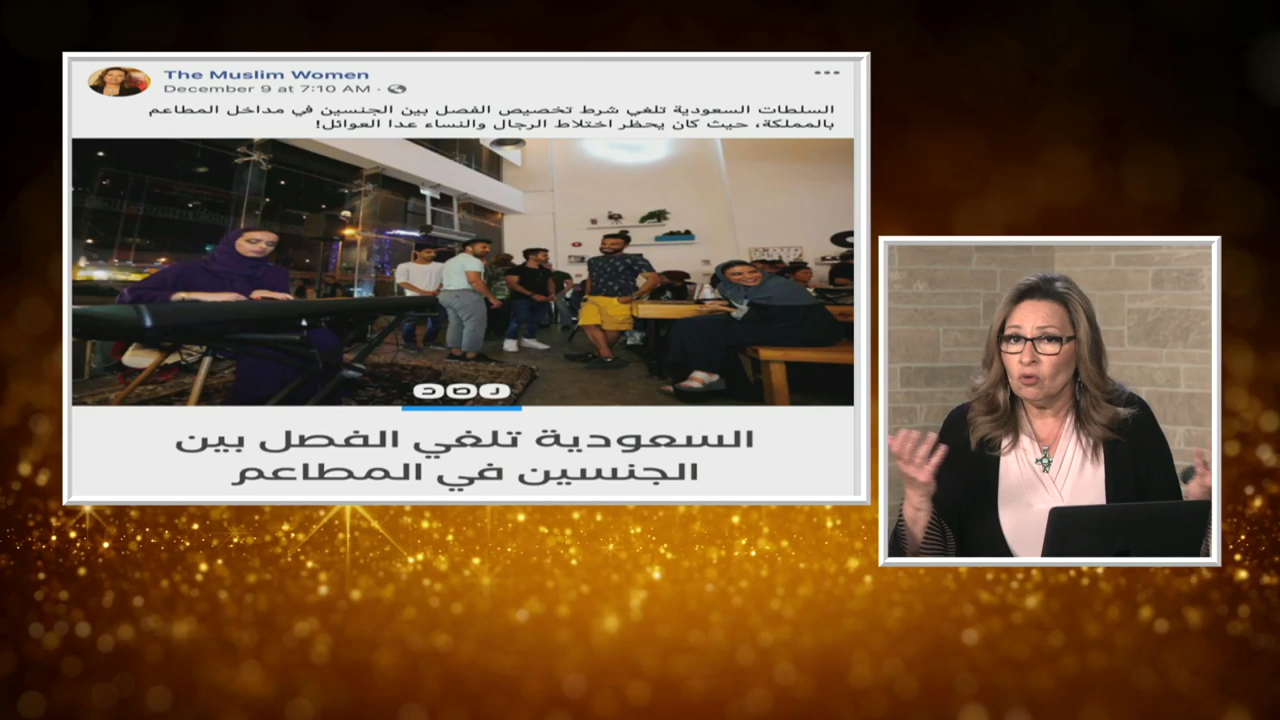 The Muslim Women
December 9 at 7:10 AM ·
السلطات السعودية تلغي شرط تخصيص الفصل بين الجنسين في مداخل المطاعم
بالمملكة، حيث كان يحظر اختلاط الرجال والنساء عدا العوائل!
السعودية تلغي الفصل بين
الجنسين في المطاعم